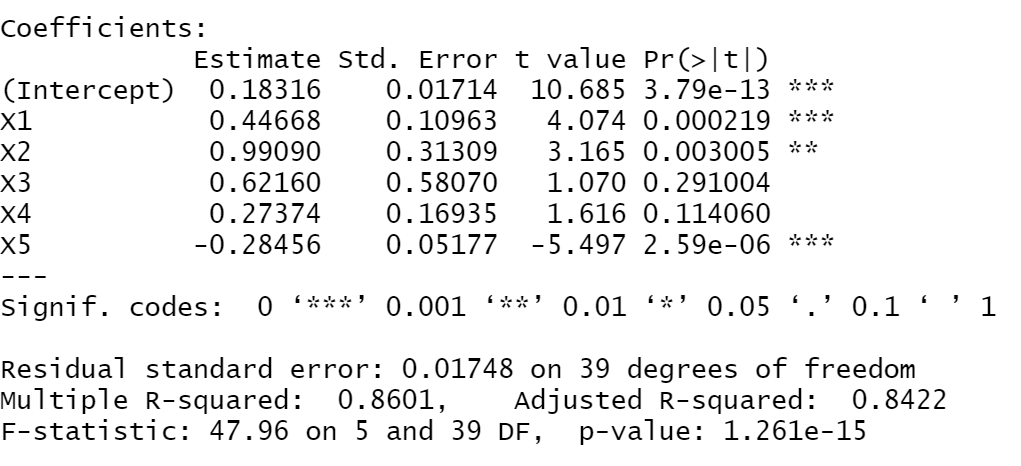 Coefficients:
            Estimate Std. Error t value Pr(>|t|)
(Intercept)  0.18316    0.01714  10.685 3.79e-13 ***
X1           0.44668    0.10963   4.074 0.000219 ***
X2           0.99090    0.31309   3.165 0.003005 **
X3           0.62160    0.58070   1.070 0.291004
X4           0.27374    0.16935   1.616 0.114060
X5          -0.28456    0.05177  -5.497 2.59e-06 ***
---
Signif. codes:  0 ‘***’ 0.001 ‘**’ 0.01 ‘*’ 0.05 ‘.’ 0.1 ‘ ’ 1
Residual standard error: 0.01748 on 39 degrees of freedom
Multiple R-squared:  0.8601,    Adjusted R-squared:  0.8422
F-statistic: 47.96 on 5 and 39 DF,  p-value: 1.261e-15